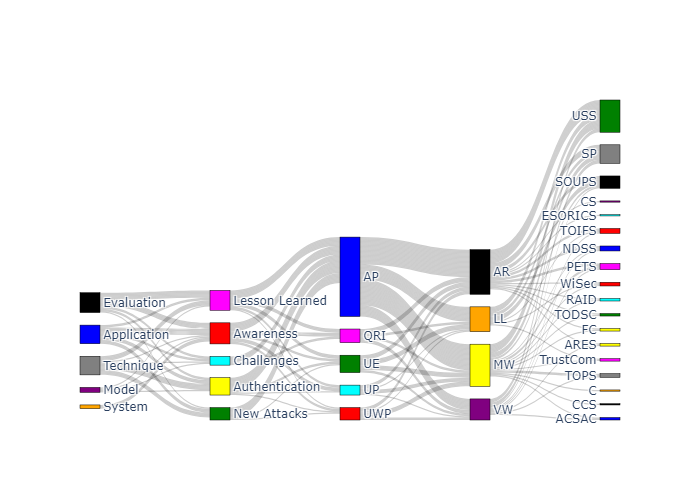 Evaluation
Application
Technique
Model
System
Lesson Learned
Awareness
Challenges
Authentication
New Attacks
AP
QRI
UE
UP
UWP
AR
LL
MW
VW
USS
SP
SOUPS
CS
ESORICS
TOIFS
NDSS
PETS
WiSec
RAID
TODSC
FC
ARES
TrustCom
TOPS
C
CCS
ACSAC